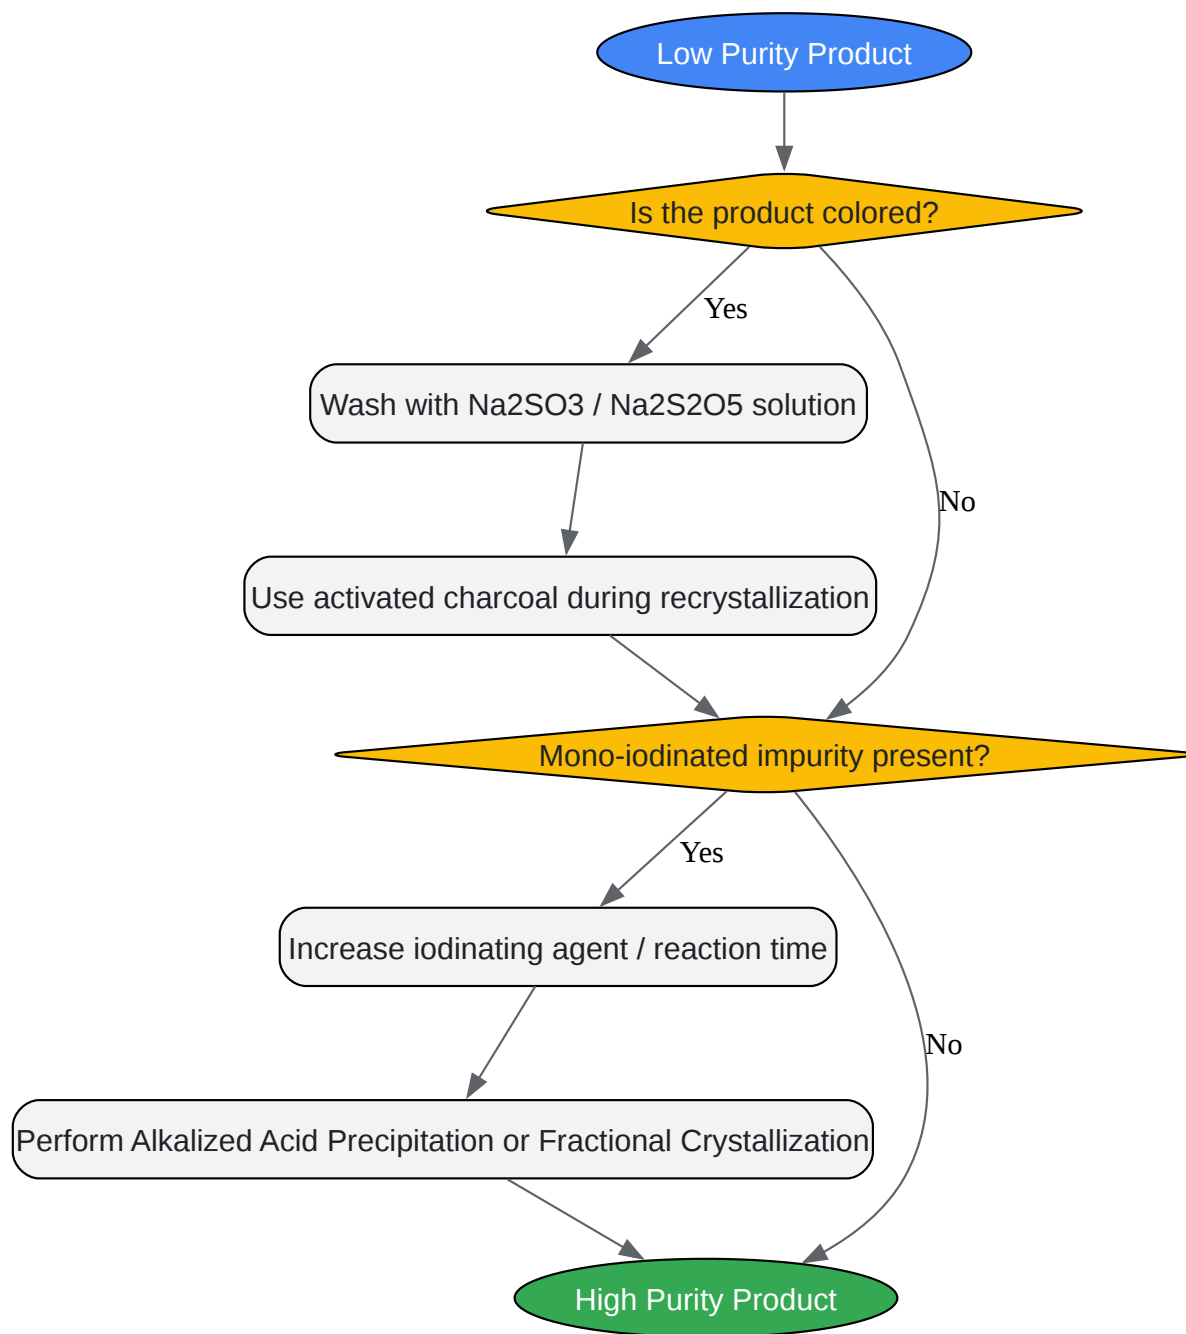 Low Purity Product
Is the product colored?
Yes
Wash with Na2SO3 / Na2S2O5 solution
No
Use activated charcoal during recrystallization
Mono-iodinated impurity present?
Yes
Increase iodinating agent / reaction time
No
Perform Alkalized Acid Precipitation or Fractional Crystallization
High Purity Product